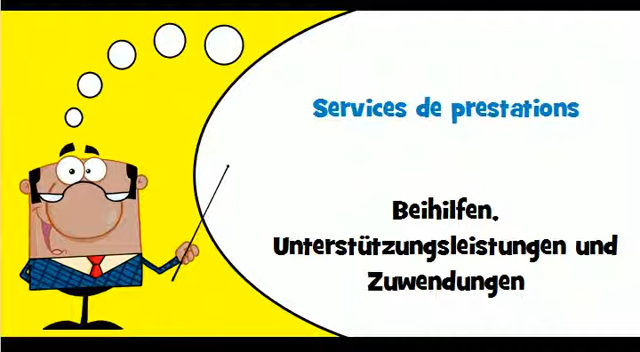 Services de prestations
Beihilfen.
Unterstützungsleistungen und
Zuwendungen